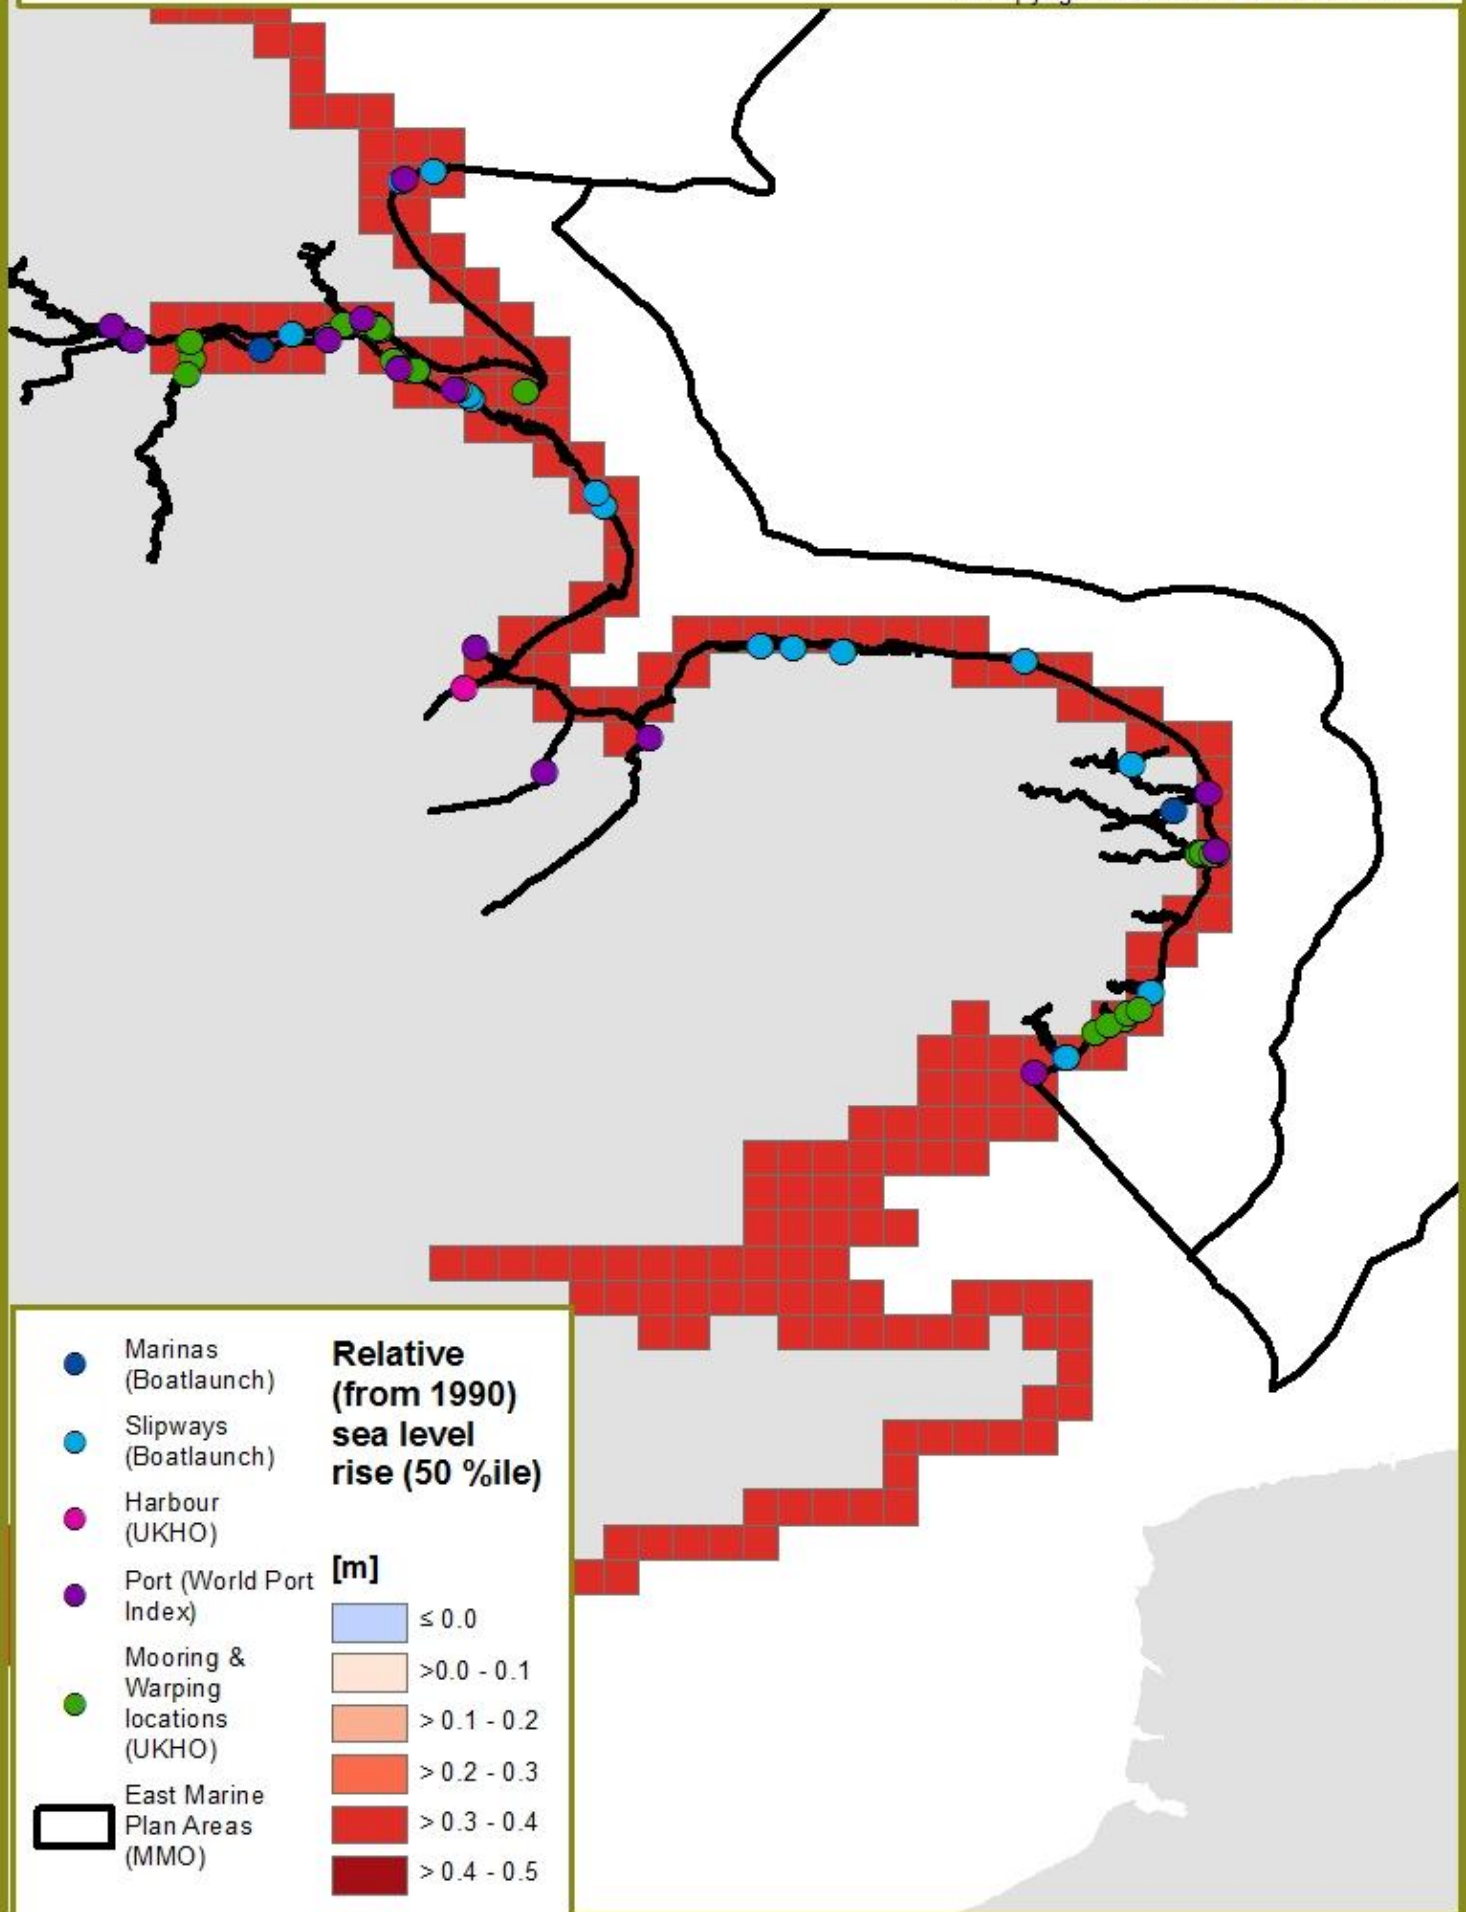 Marinas
(Boatlaunch)
Slipways
(Boatlaunch)
Harbour
(UKHO)
Port (World Port
Index)
Mooring &
Warping
locations
(UKHO)
East Marine
Plan Areas
(MMO)
Relative
(from 1990)
sea level
rise (50 %ile)
[m]
≤ 0.0
>0.0 - 0.1
> 0.1 - 0.2
> 0.2 - 0.3
> 0.3 - 0.4
> 0.4 - 0.5